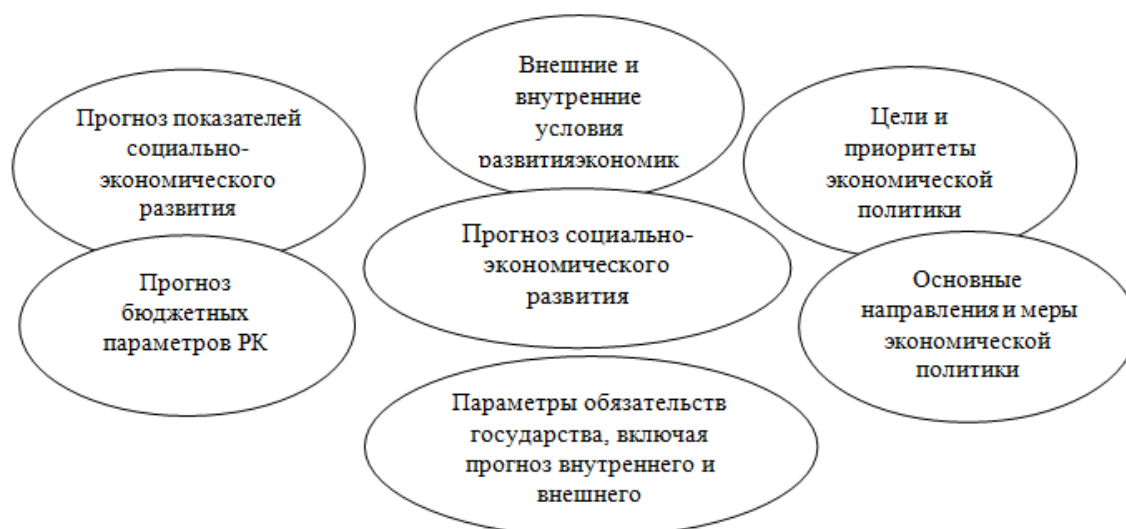 Прогноз показателей
социально-
экономического
развития
Внешние и
внутренние
условия
развитияэкономик
Цели и
приоритеты
экономической
политики
Прогноз социально-
экономического
развития
Прогноз
бюджетных
параметров РК
Основные
направления и меры
экономической
политики
Параметры обязательств
государства, включая
прогноз внутреннего и
внешнего